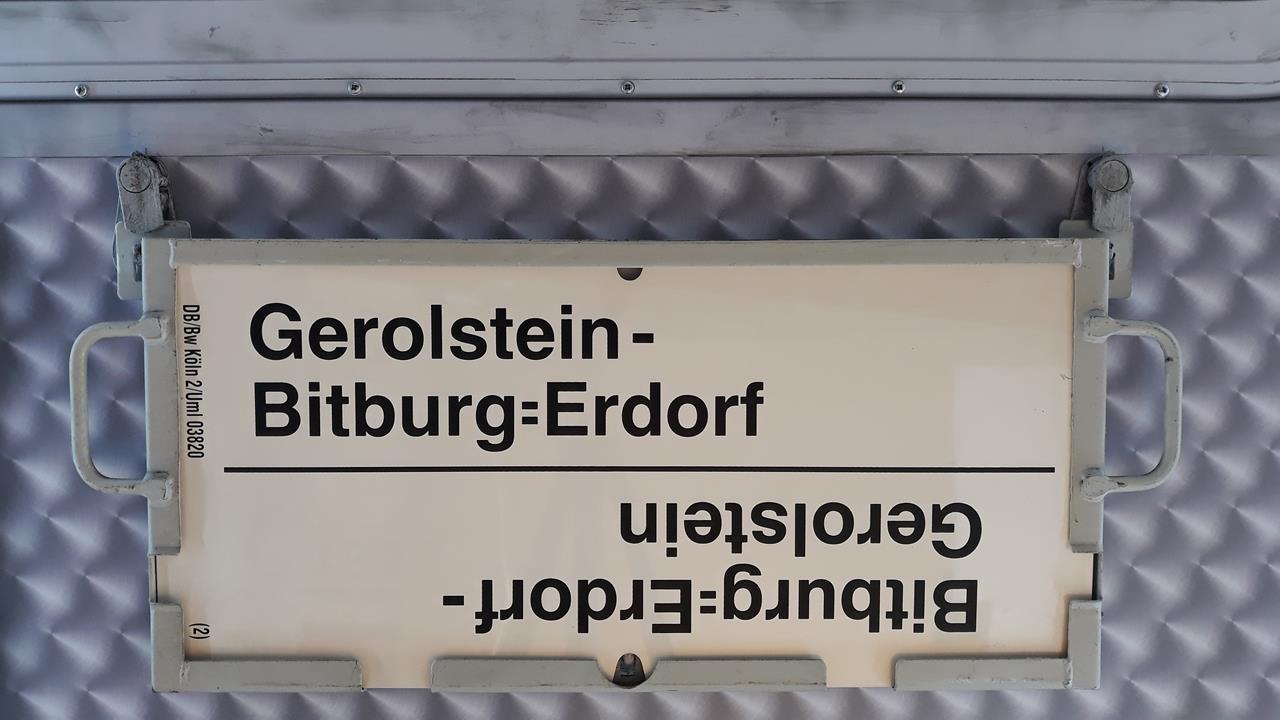 Gerolstein-
Bitburg=Erdorf
Bitburg=Erdorf-
Gerolstein
DB/Bw Köln 2/Uml 03820
(2)